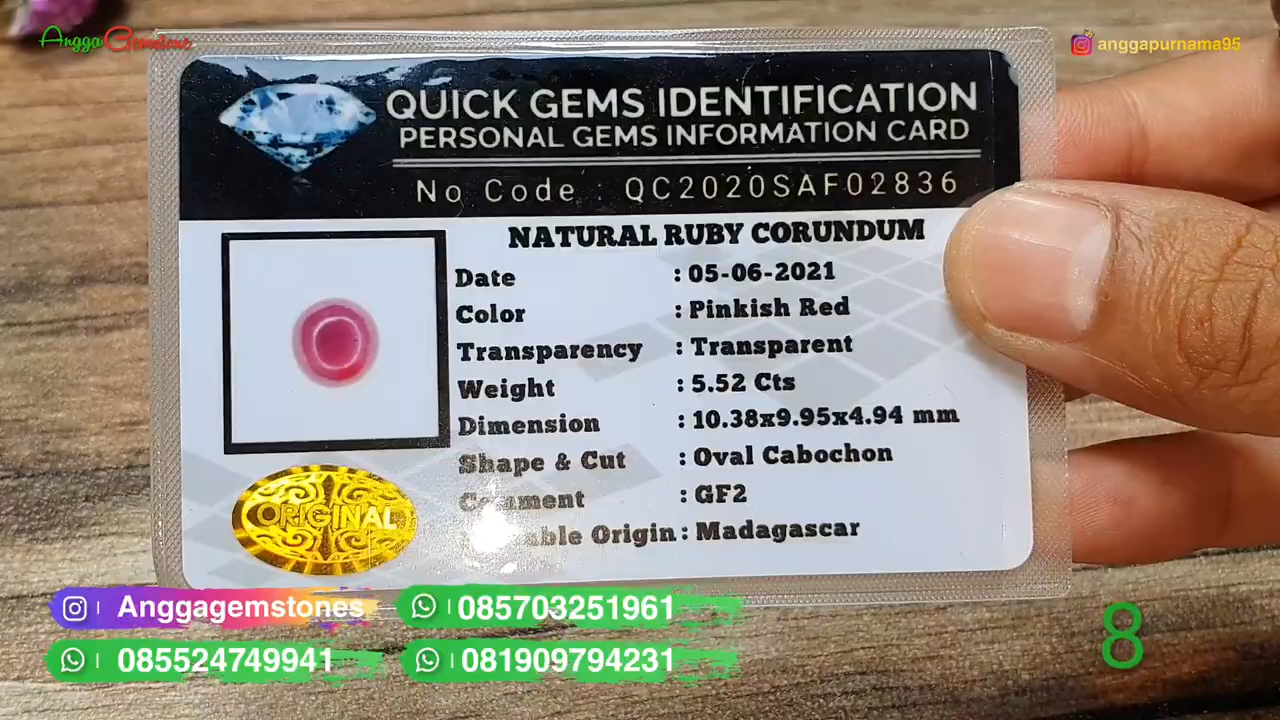 Angga Gemstone
anggapurnama95
QUICK GEMS IDENTIFICATION
PERSONAL GEMS INFORMATION CARD
No Code : QC2020SAF02836
NATURAL RUBY CORUNDUM
Date : 05-06-2021
Color : Pinkish Red
Transparency : Transparent
Weight : 5.52 Cts
Dimension : 10.38x9.95x4.94 mm
Shape & Cut : Oval Cabochon
Comment : GF2
Origin : Madagascar
ORIGINAL
Anggagemstones
085703251961
085524749941
081909794231
8